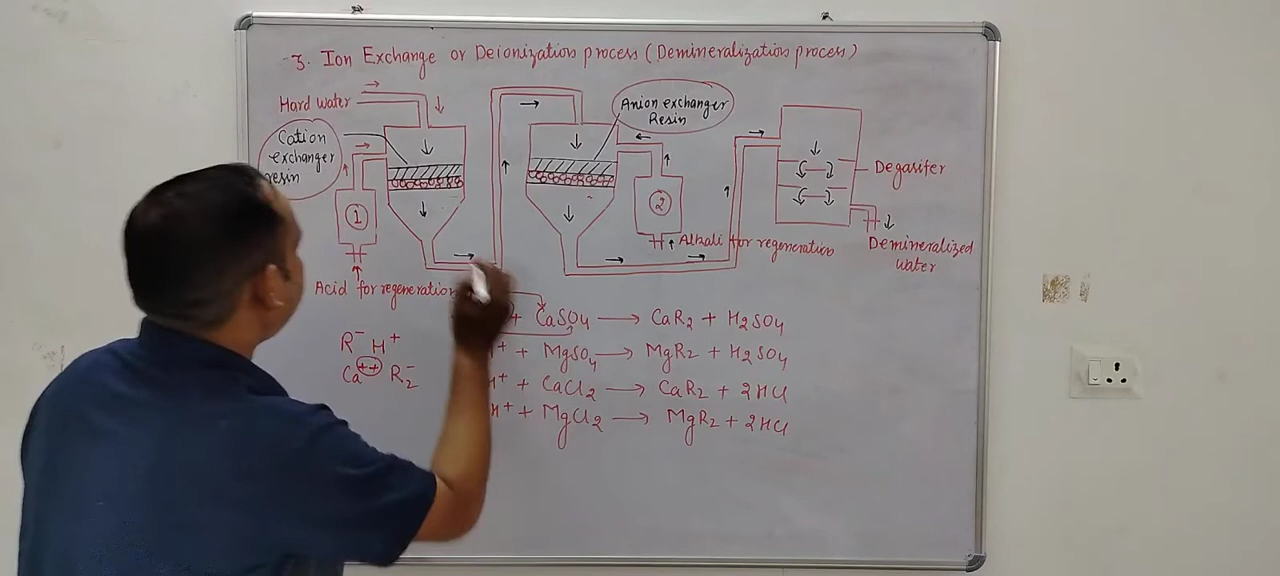 3. Ion Exchange or Deionization process (Demineralization process)
Hard water
Cation
exchanger
resin
Anion exchanger
Resin
1
2
Degasifer
Alkali for regeneration
Demineralized
water
Acid for regeneration
+ CaSO4 → CaR2 + H2SO4
H+ + MgSO4 → MgR2 + H2SO4
H+ + CaCl2 → CaR2 + 2HCl
H+ + MgCl2 → MgR2 + 2HCl
R- H+
Ca++ R2-